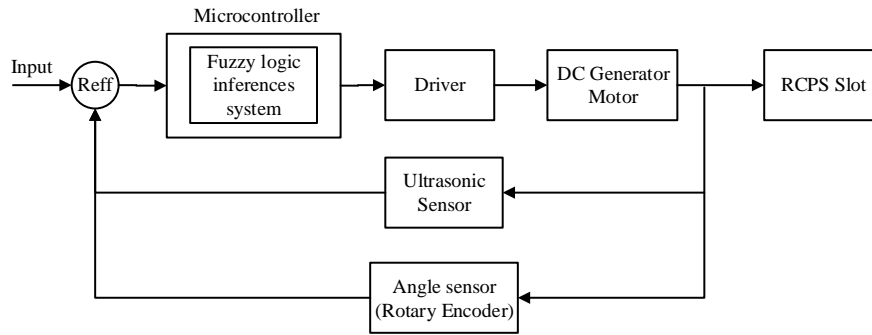 Microcontroller
Input
Reff
Fuzzy logic
inferences
system
Driver
DC Generator
Motor
RCPS Slot
Ultrasonic
Sensor
Angle sensor
(Rotary Encoder)